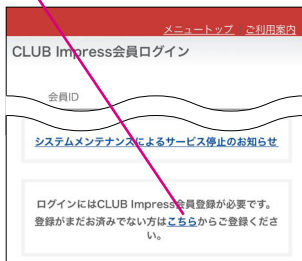 メニュートップ ご利用案内
CLUB Impress会員ログイン
会員ID
システムメンテナンスによるサービス停止のお知らせ
ログインにはCLUB Impress会員登録が必要です。
登録がまだお済みでない方はこちらからご登録くださ
い。